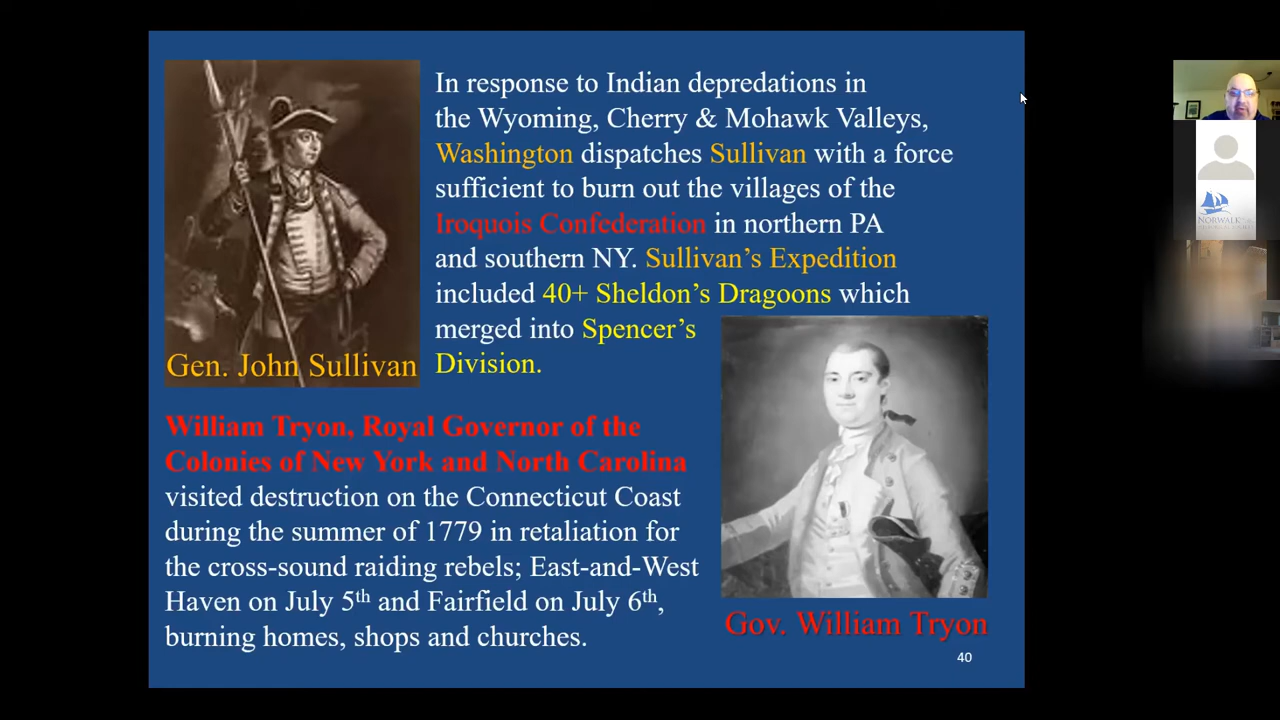 In response to Indian depredations in
the Wyoming, Cherry & Mohawk Valleys,
Washington dispatches Sullivan with a force
sufficient to burn out the villages of the
Iroquois Confederation in northern PA
and southern NY. Sullivan’s Expedition
included 40+ Sheldon’s Dragoons which
merged into Spencer’s
Division.
Gen. John Sullivan
William Tryon, Royal Governor of the
Colonies of New York and North Carolina
visited destruction on the Connecticut Coast
during the summer of 1779 in retaliation for
the cross-sound raiding rebels; East-and-West
Haven on July 5th and Fairfield on July 6th,
burning homes, shops and churches.
Gov. William Tryon
40
NORWALK